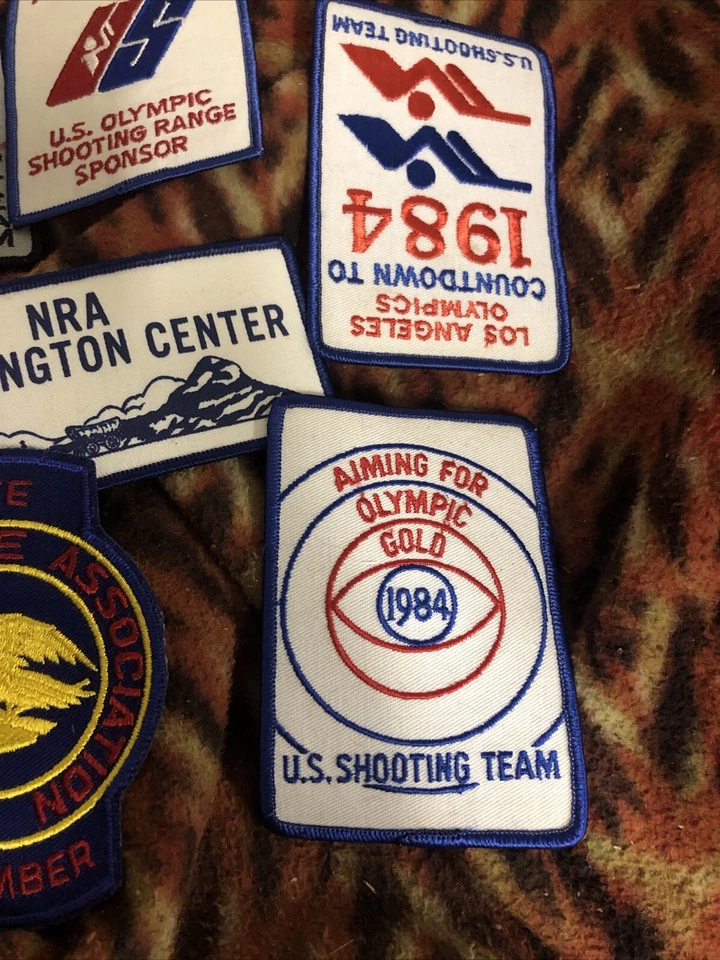 U.S. OLYMPIC
SHOOTING RANGE
SPONSOR
LOS ANGELES
OLYMPICS
COUNTDOWN TO
1984
U.S. SHOOTING TEAM
NRA
NGTON CENTER
AIMING FOR
OLYMPIC
GOLD
1984
U.S. SHOOTING TEAM
TE
E ASSOCIATION
MBER